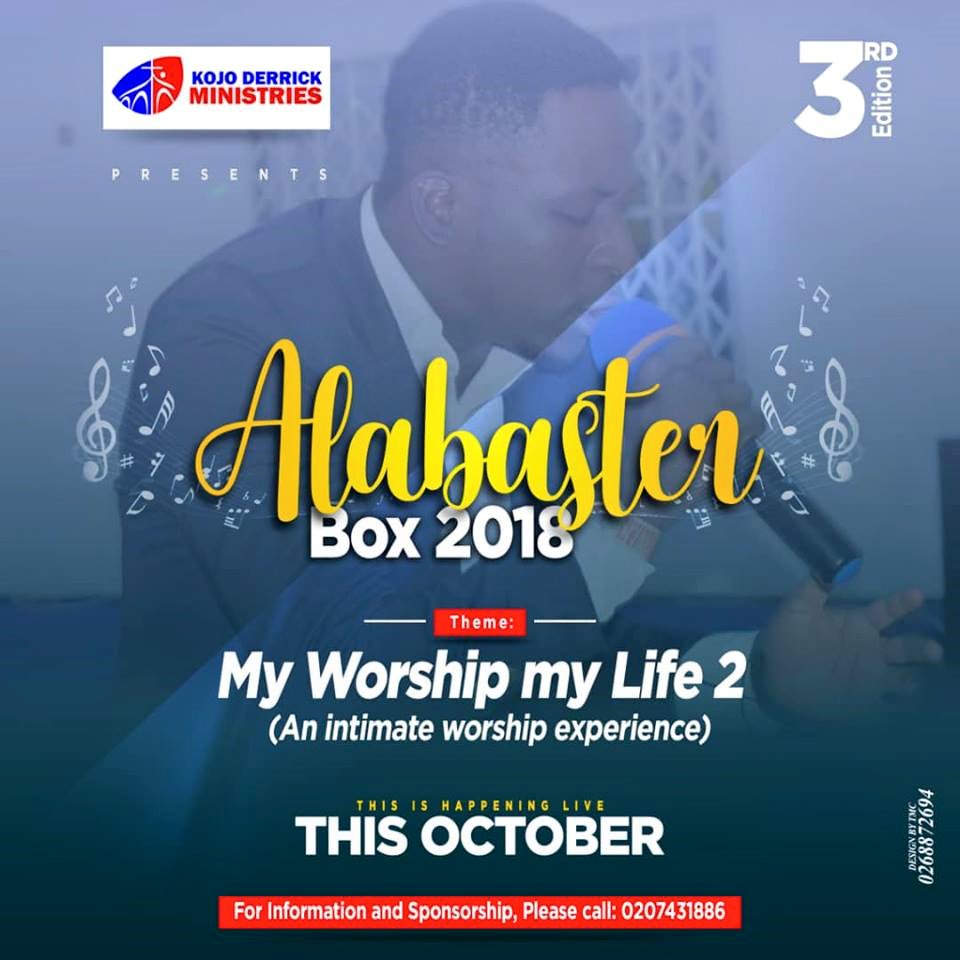 KOJO DERRICK
MINISTRIES
PRESENTS
3RD
Edition
Alabaster
Box 2018
Theme:
My Worship my Life 2
(An intimate worship experience)
THIS IS HAPPENING LIVE
THIS OCTOBER
For Information and Sponsorship, Please call: 0207431886
DESIGN BY TMC
0268872694